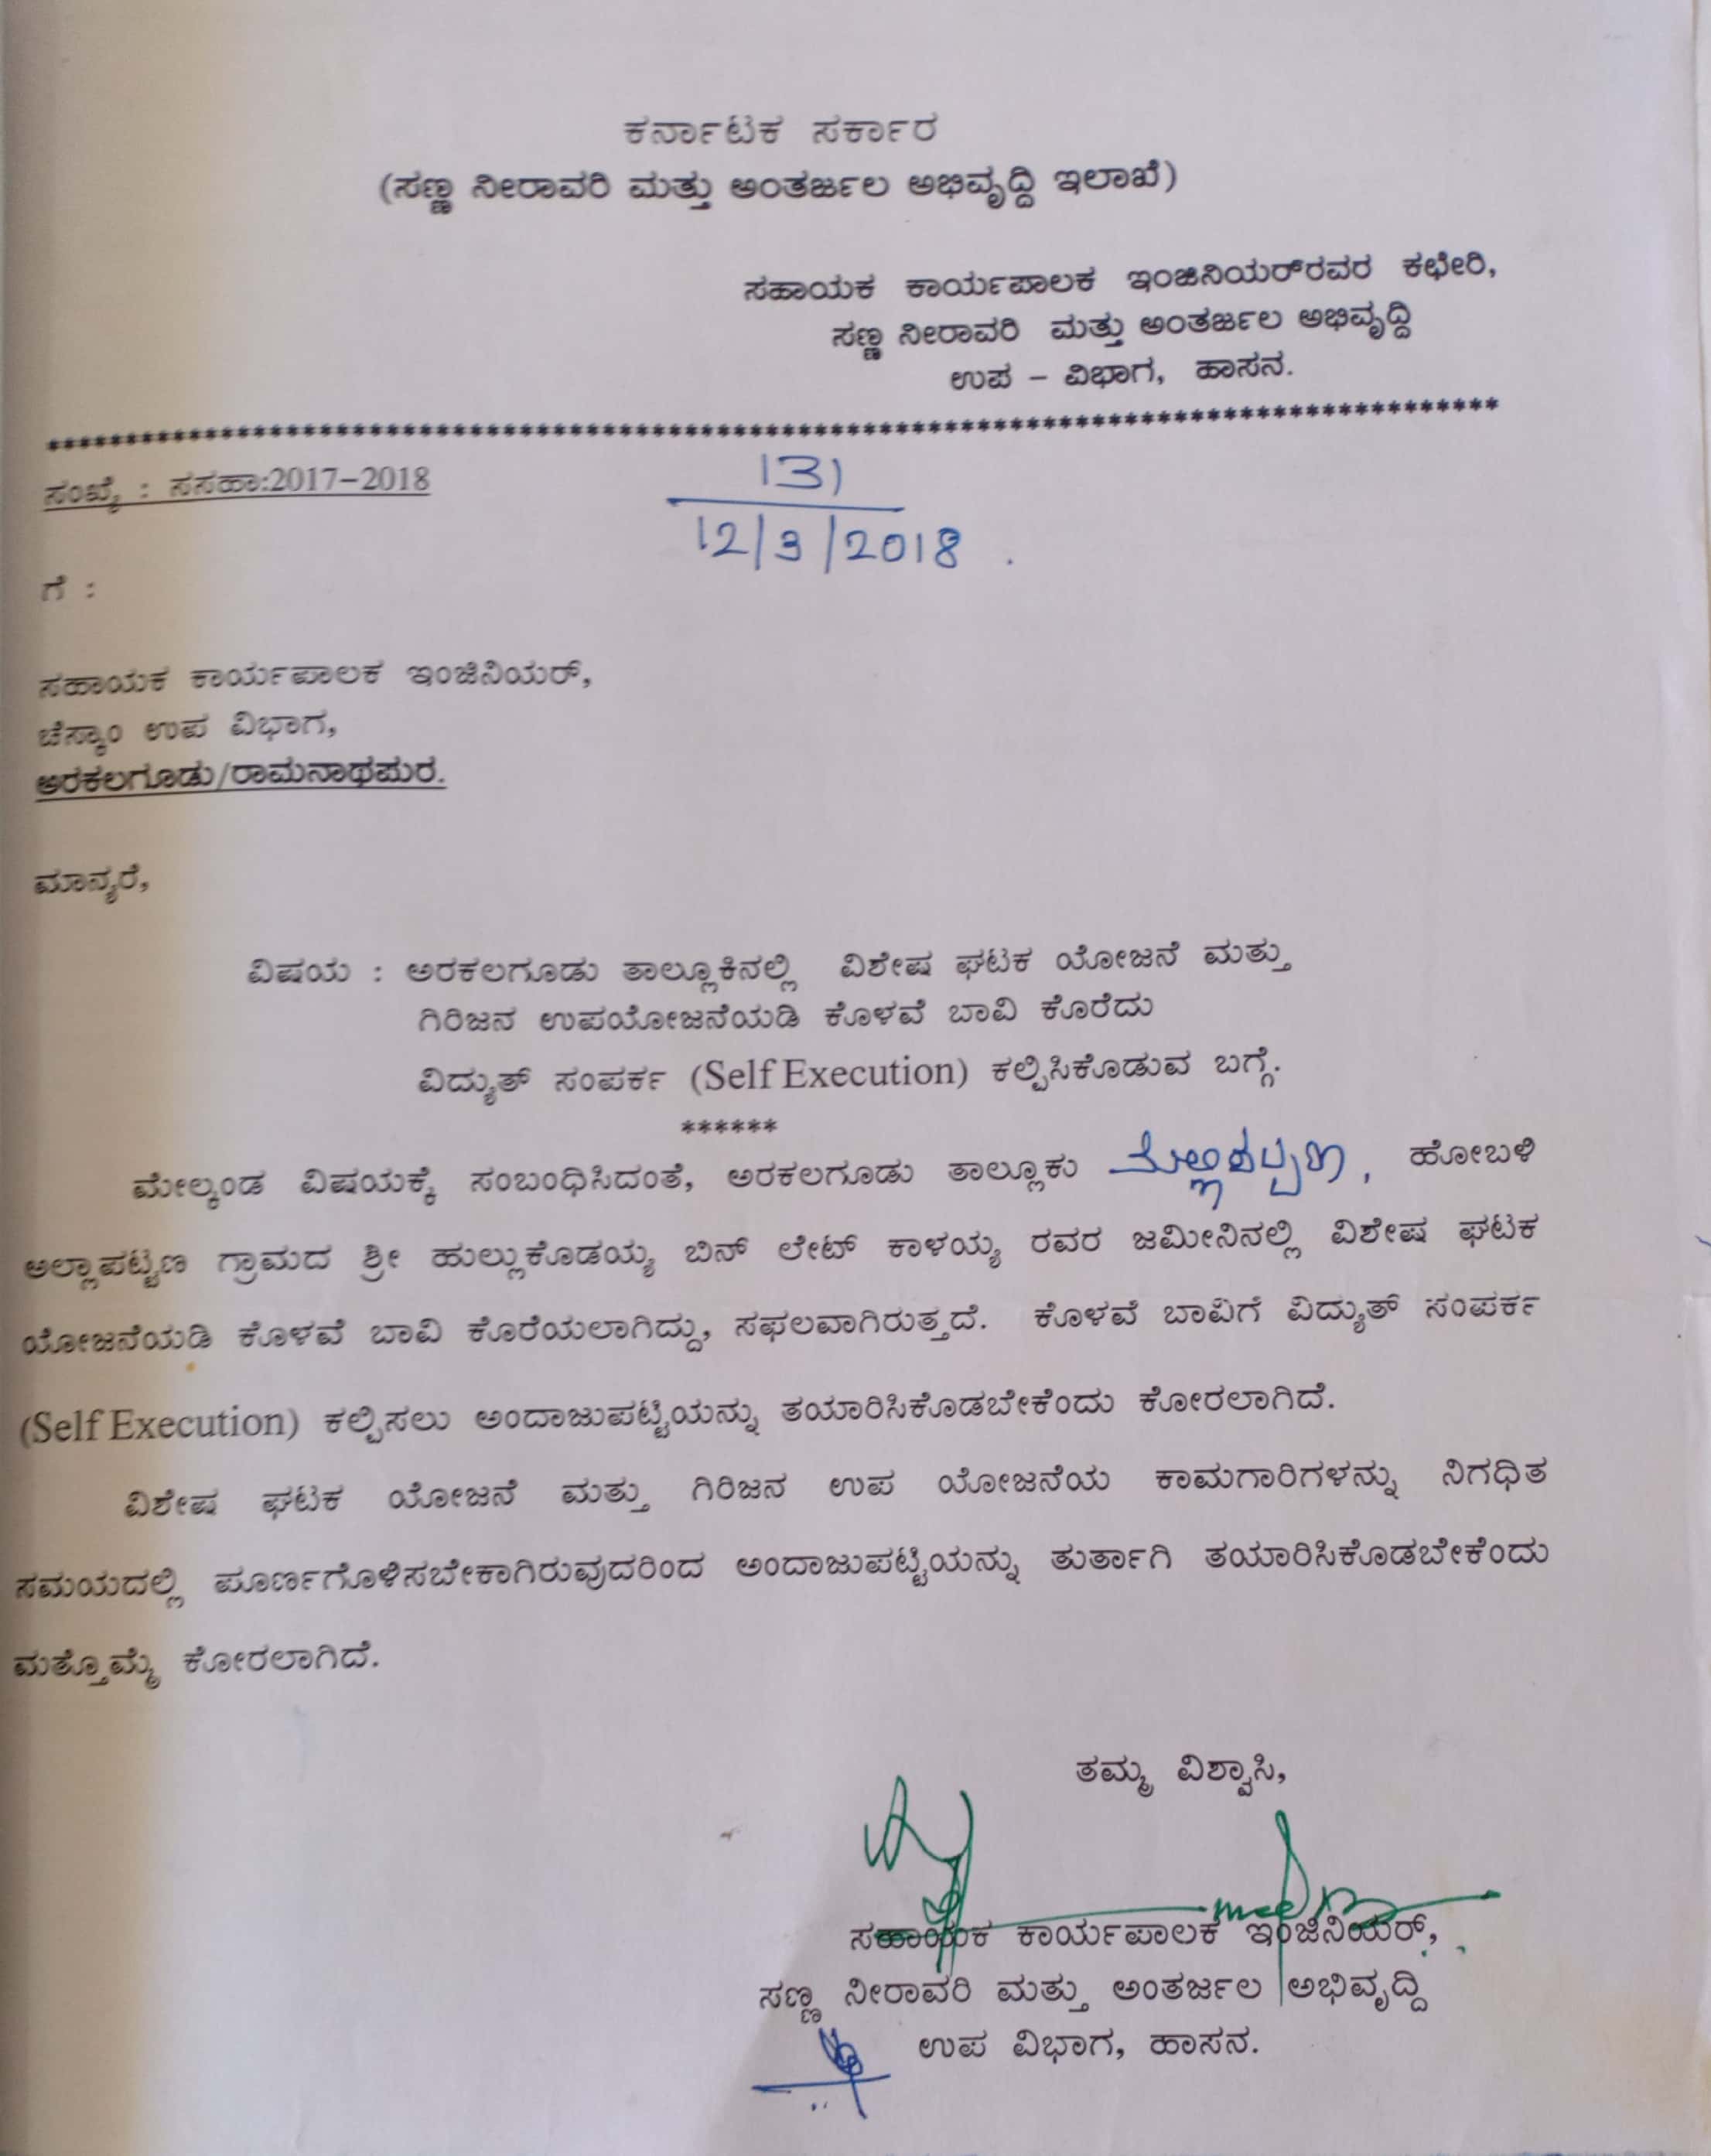 ಕರ್ನಾಟಕ ಸರ್ಕಾರ
(ಸಣ್ಣ ನೀರಾವರಿ ಮತ್ತು ಅಂತರ್ಜಲ ಅಭಿವೃದ್ದಿ ಇಲಾಖೆ)
ಸಹಾಯಕ ಕಾರ್ಯಪಾಲಕ ಇಂಜಿನಿಯರ್‌ರವರ ಕಛೇರಿ,
ಸಣ್ಣ ನೀರಾವರಿ ಮತ್ತು ಅಂತರ್ಜಲ ಅಭಿವೃದ್ದಿ
ಉಪ – ವಿಭಾಗ, ಹಾಸನ.
ಸಂಖ್ಯೆ : ಸಸಹಾ:2017–2018
131
12/3/2018
ಗೆ :
ಸಹಾಯಕ ಕಾರ್ಯಪಾಲಕ ಇಂಜಿನಿಯರ್,
ಚೆಸ್ಕಾಂ ಉಪ ವಿಭಾಗ,
ಅರಕಲಗೂಡು/ರಾಮನಾಥಪುರ.
ಮಾನ್ಯರೆ,
ವಿಷಯ : ಅರಕಲಗೂಡು ತಾಲ್ಲೂಕಿನಲ್ಲಿ ವಿಶೇಷ ಘಟಕ ಯೋಜನೆ ಮತ್ತು
ಗಿರಿಜನ ಉಪಯೋಜನೆಯಡಿ ಕೊಳವೆ ಬಾವಿ ಕೊರೆದು
ವಿದ್ಯುತ್ ಸಂಪರ್ಕ (Self Execution) ಕಲ್ಪಿಸಿಕೊಡುವ ಬಗ್ಗೆ.
******
ಮೇಲ್ಕಂಡ ವಿಷಯಕ್ಕೆ ಸಂಬಂಧಿಸಿದಂತೆ, ಅರಕಲಗೂಡು ತಾಲ್ಲೂಕು , ಹೋಬಳಿ
ಅಲ್ಲಾಪಟ್ಟಣ ಗ್ರಾಮದ ಶ್ರೀ ಹುಲ್ಲುಕೊಡಯ್ಯ ಬಿನ್ ಲೇಟ್ ಕಾಳಯ್ಯ ರವರ ಜಮೀನಿನಲ್ಲಿ ವಿಶೇಷ ಘಟಕ
ಯೋಜನೆಯಡಿ ಕೊಳವೆ ಬಾವಿ ಕೊರೆಯಲಾಗಿದ್ದು, ಸಫಲವಾಗಿರುತ್ತದೆ. ಕೊಳವೆ ಬಾವಿಗೆ ವಿದ್ಯುತ್ ಸಂಪರ್ಕ
(Self Execution) ಕಲ್ಪಿಸಲು ಅಂದಾಜುಪಟ್ಟಿಯನ್ನು ತಯಾರಿಸಿಕೊಡಬೇಕೆಂದು ಕೋರಲಾಗಿದೆ.
ವಿಶೇಷ ಘಟಕ ಯೋಜನೆ ಮತ್ತು ಗಿರಿಜನ ಉಪ ಯೋಜನೆಯ ಕಾಮಗಾರಿಗಳನ್ನು ನಿಗಧಿತ
ಸಮಯದಲ್ಲಿ ಪೂರ್ಣಗೊಳಿಸಬೇಕಾಗಿರುವುದರಿಂದ ಅಂದಾಜುಪಟ್ಟಿಯನ್ನು ತುರ್ತಾಗಿ ತಯಾರಿಸಿಕೊಡಬೇಕೆಂದು
ಮತ್ತೊಮ್ಮೆ ಕೋರಲಾಗಿದೆ.
ತಮ್ಮ ವಿಶ್ವಾಸಿ,
ಸಹಾಯಕ ಕಾರ್ಯಪಾಲಕ ಇಂಜಿನಿಯರ್,
ಸಣ್ಣ ನೀರಾವರಿ ಮತ್ತು ಅಂತರ್ಜಲ ಅಭಿವೃದ್ದಿ
ಉಪ ವಿಭಾಗ, ಹಾಸನ.